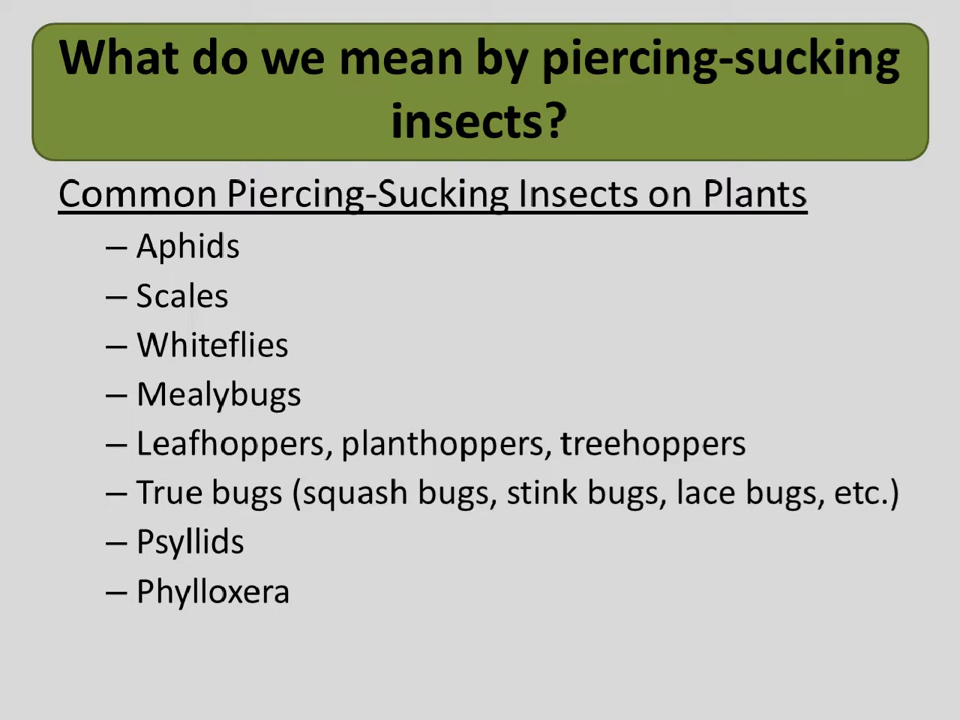 What do we mean by piercing-sucking
insects?
Common Piercing-Sucking Insects on Plants
– Aphids
– Scales
– Whiteflies
– Mealybugs
– Leafhoppers, planthoppers, treehoppers
– True bugs (squash bugs, stink bugs, lace bugs, etc.)
– Psyllids
– Phylloxera